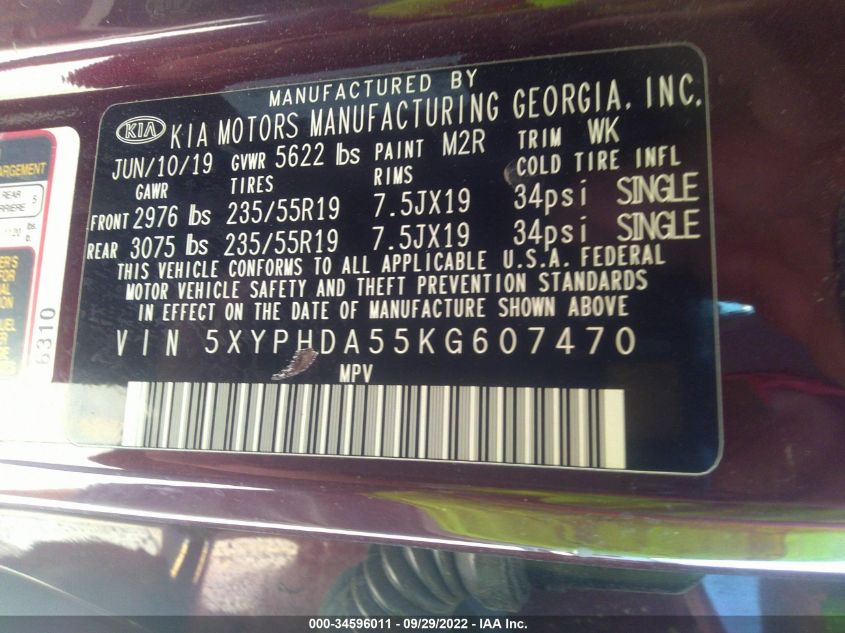 MANUFACTURED BY
KIA KIA MOTORS MANUFACTURING GEORGIA, INC.
JUN/10/19 GVWR 5622 lbs PAINT M2R TRIM WK
GAWR TIRES RIMS COLD TIRE INFL
FRONT 2976 lbs 235/55R19 7.5JX19 34psi SINGLE
REAR 3075 lbs 235/55R19 7.5JX19 34psi SINGLE
THIS VEHICLE CONFORMS TO ALL APPLICABLE U.S.A. FEDERAL
MOTOR VEHICLE SAFETY AND THEFT PREVENTION STANDARDS
IN EFFECT ON THE DATE OF MANUFACTURE SHOWN ABOVE
VIN 5XYPHDA55KG607470
MPV
REAR 5
6310
000-34596011 - 09/29/2022 - IAA Inc.